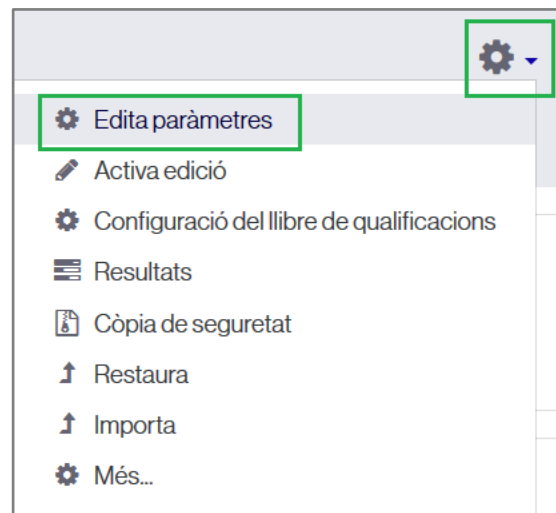 Edita paràmetres
Activa edició
Configuració del llibre de qualificacions
Resultats
Còpia de seguretat
Restaura
Importa
Més...